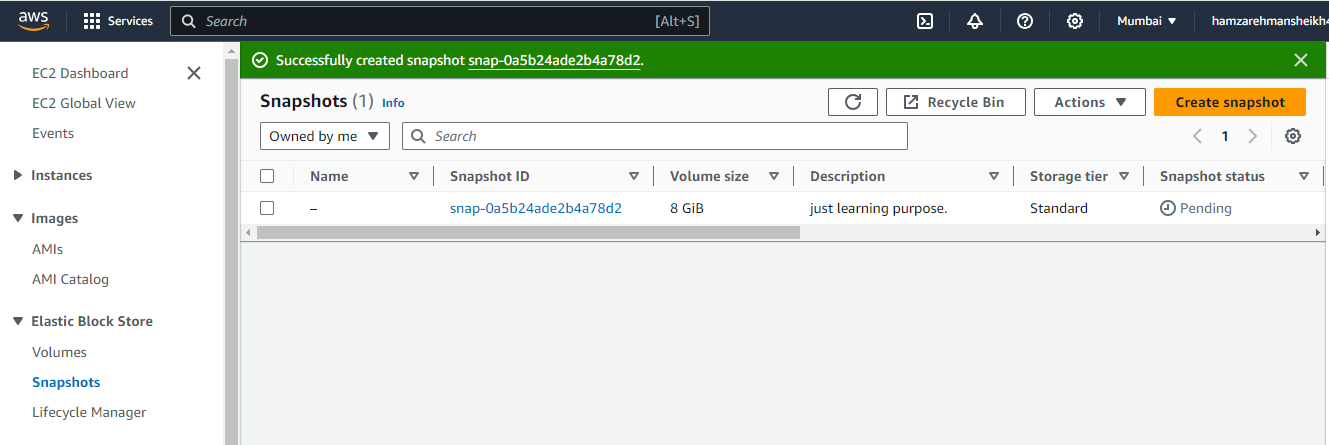 aws Services Search [Alt+S] Mumbai hamzarehmansheikh4
EC2 Dashboard
EC2 Global View
Events
Instances
Images
AMIs
AMI Catalog
Elastic Block Store
Volumes
Snapshots
Lifecycle Manager
Successfully created snapshot snap-0a5b24ade2b4a78d2.
Snapshots (1) Info Recycle Bin Actions Create snapshot
Owned by me Search 1
Name Snapshot ID Volume size Description Storage tier Snapshot status
– snap-0a5b24ade2b4a78d2 8 GiB just learning purpose. Standard Pending